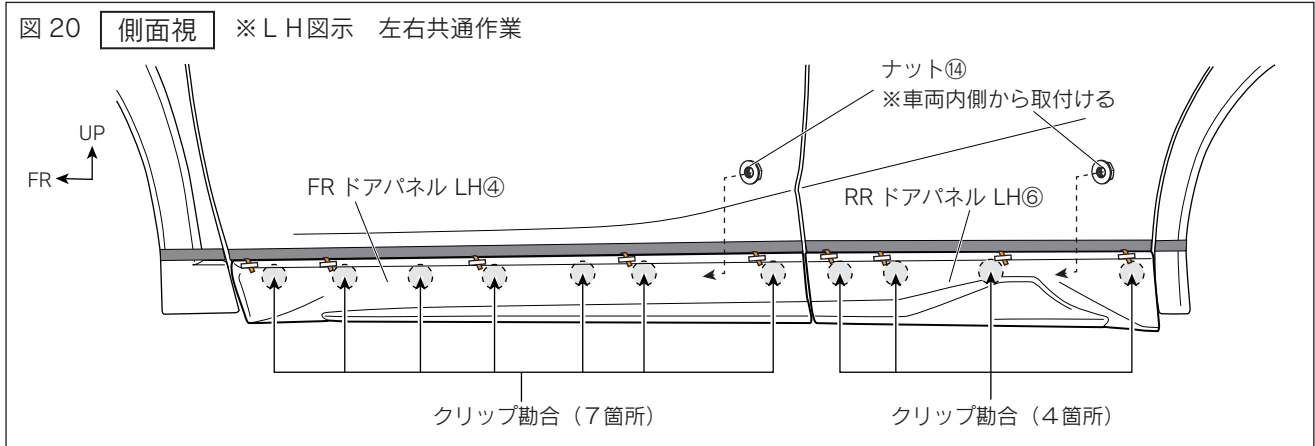 図 20 側面視 ※ＬＨ図示　左右共通作業
ナット⑭
※車両内側から取付ける
UP
FR
FR ドアパネル LH④
RR ドアパネル LH⑥
クリップ勘合（７箇所）
クリップ勘合（４箇所）